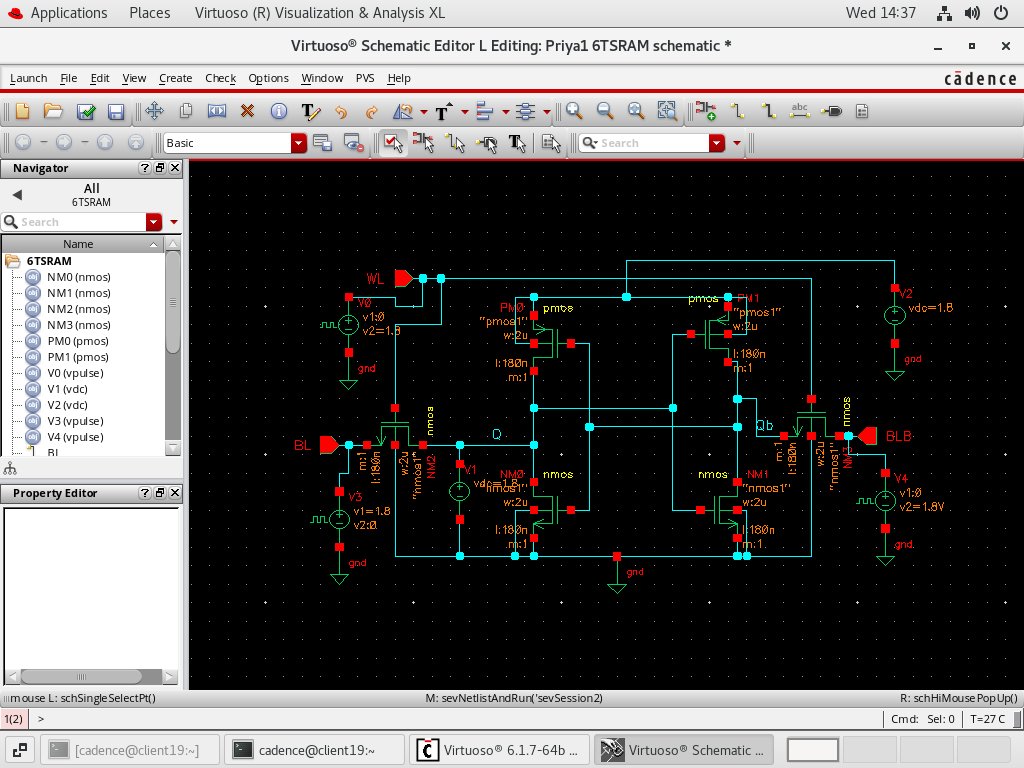 Applications Places Virtuoso (R) Visualization & Analysis XL Wed 14:37
Virtuoso® Schematic Editor L Editing: Priya1 6TSRAM schematic *
Launch File Edit View Create Check Options Window PVS Help cādence
Basic Search
Navigator
All
6TSRAM
Search
Name
6TSRAM
NM0 (nmos)
NM1 (nmos)
NM2 (nmos)
NM3 (nmos)
PM0 (pmos)
PM1 (pmos)
V0 (vpulse)
V1 (vdc)
V2 (vdc)
V3 (vpulse)
V4 (vpulse)
BL
Property Editor
WL
V0
v1:0
v2=1.8
gnd
PM0
pmos
"pmos1"
w:2u
l:180n
m:1
pmos
PM1
"pmos1"
w:2u
l:180n
m:1
V2
vdc=1.8
gnd
BL
m:1
l:180n
w:2u
"nmos1"
nmos
NM2
Q
V1
vdc=1.8
V3
v1=1.8
v2:0
gnd
NM0
nmos
"nmos1"
w:2u
l:180n
m:1
gnd
nmos
NM1
"nmos1"
w:2u
l:180n
m:1
Qb
m:1
l:180n
w:2u
"nmos1"
nmos
BLB
V4
v1:0
v2=1.8V
gnd
mouse L: schSingleSelectPt() M: sevNetlistAndRun('sevSession2) R: schHiMousePopUp()
1(2) > Cmd: Sel: 0 T=27 C
[cadence@client19:~] cadence@client19:~ Virtuoso® 6.1.7-64b ... Virtuoso® Schematic ...